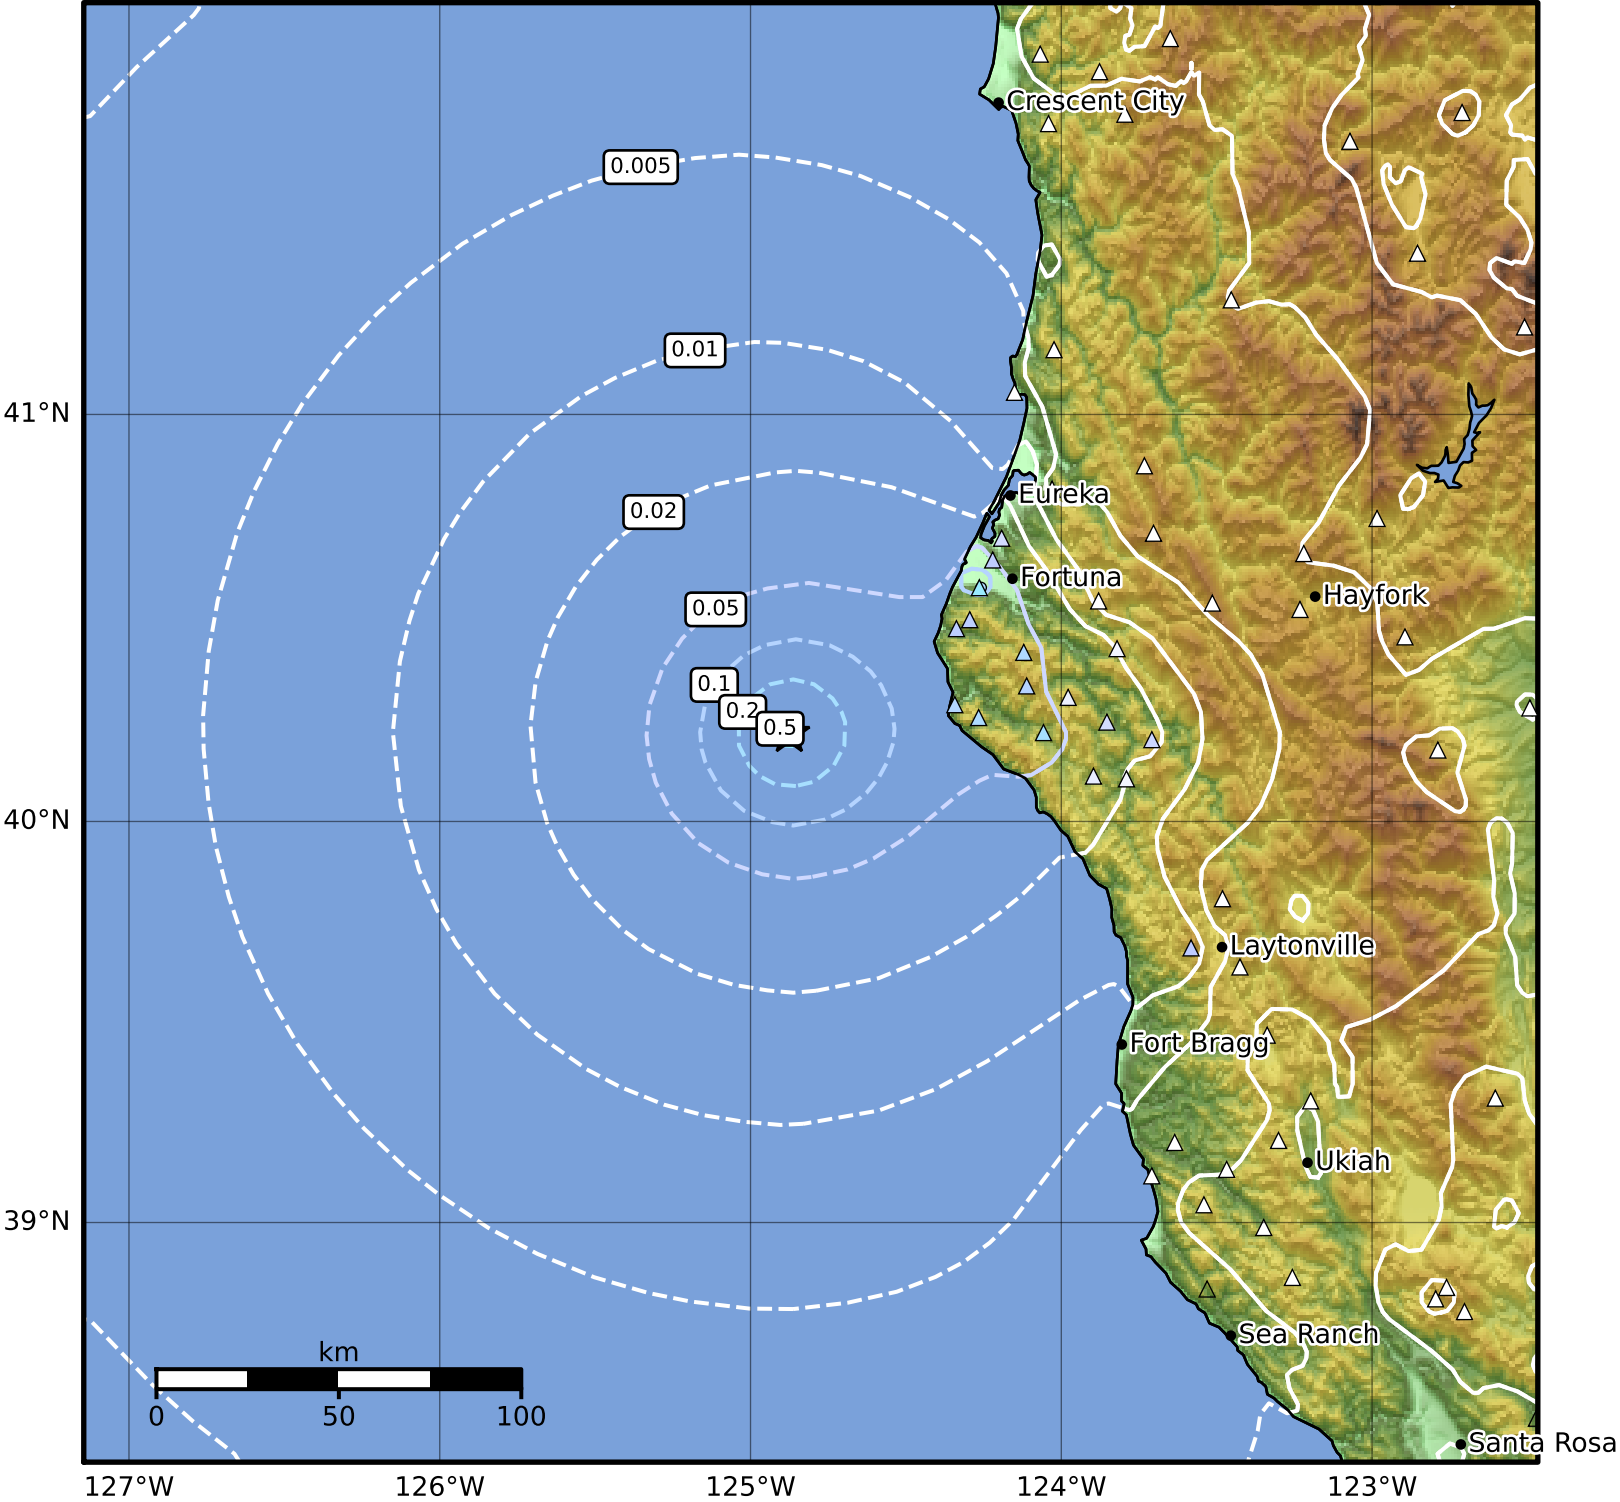 Crescent City
0.005
0.01
41°N
Eureka
0.02
Fortuna
Hayfork
0.05
0.1
0.2
0.5
40°N
Laytonville
Fort Bragg
Ukiah
39°N
Sea Ranch
km
0 50 100
Santa Rosa
127°W 126°W 125°W 124°W 123°W